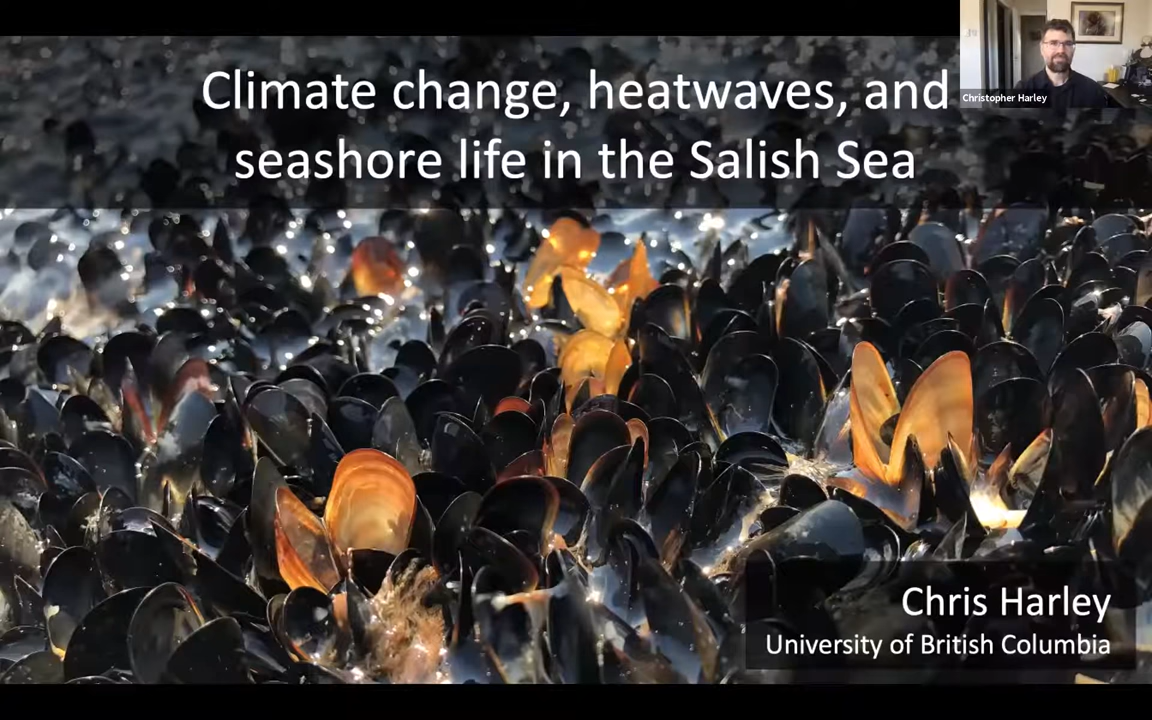 Climate change, heatwaves, and
seashore life in the Salish Sea
Christopher Harley
Chris Harley
University of British Columbia